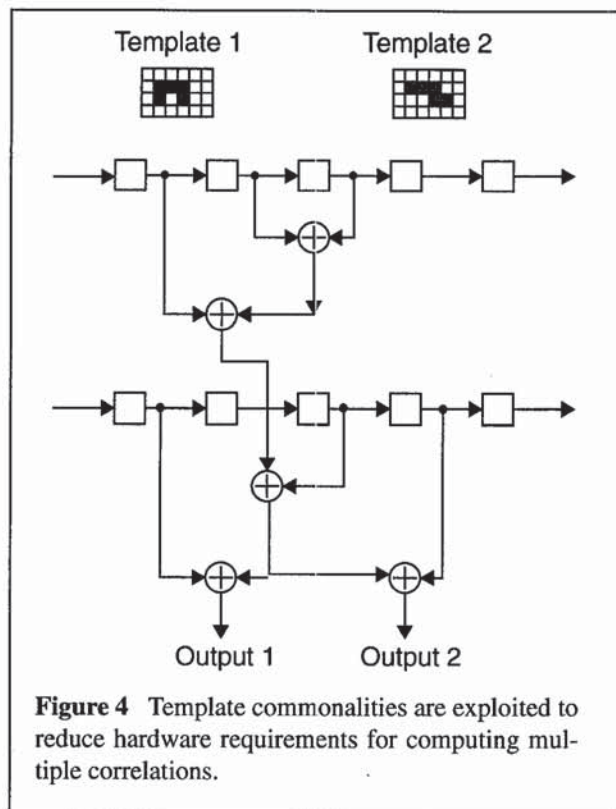 Template 1 Template 2
Output 1 Output 2
Figure 4 Template commonalities are exploited to
reduce hardware requirements for computing mul-
tiple correlations.